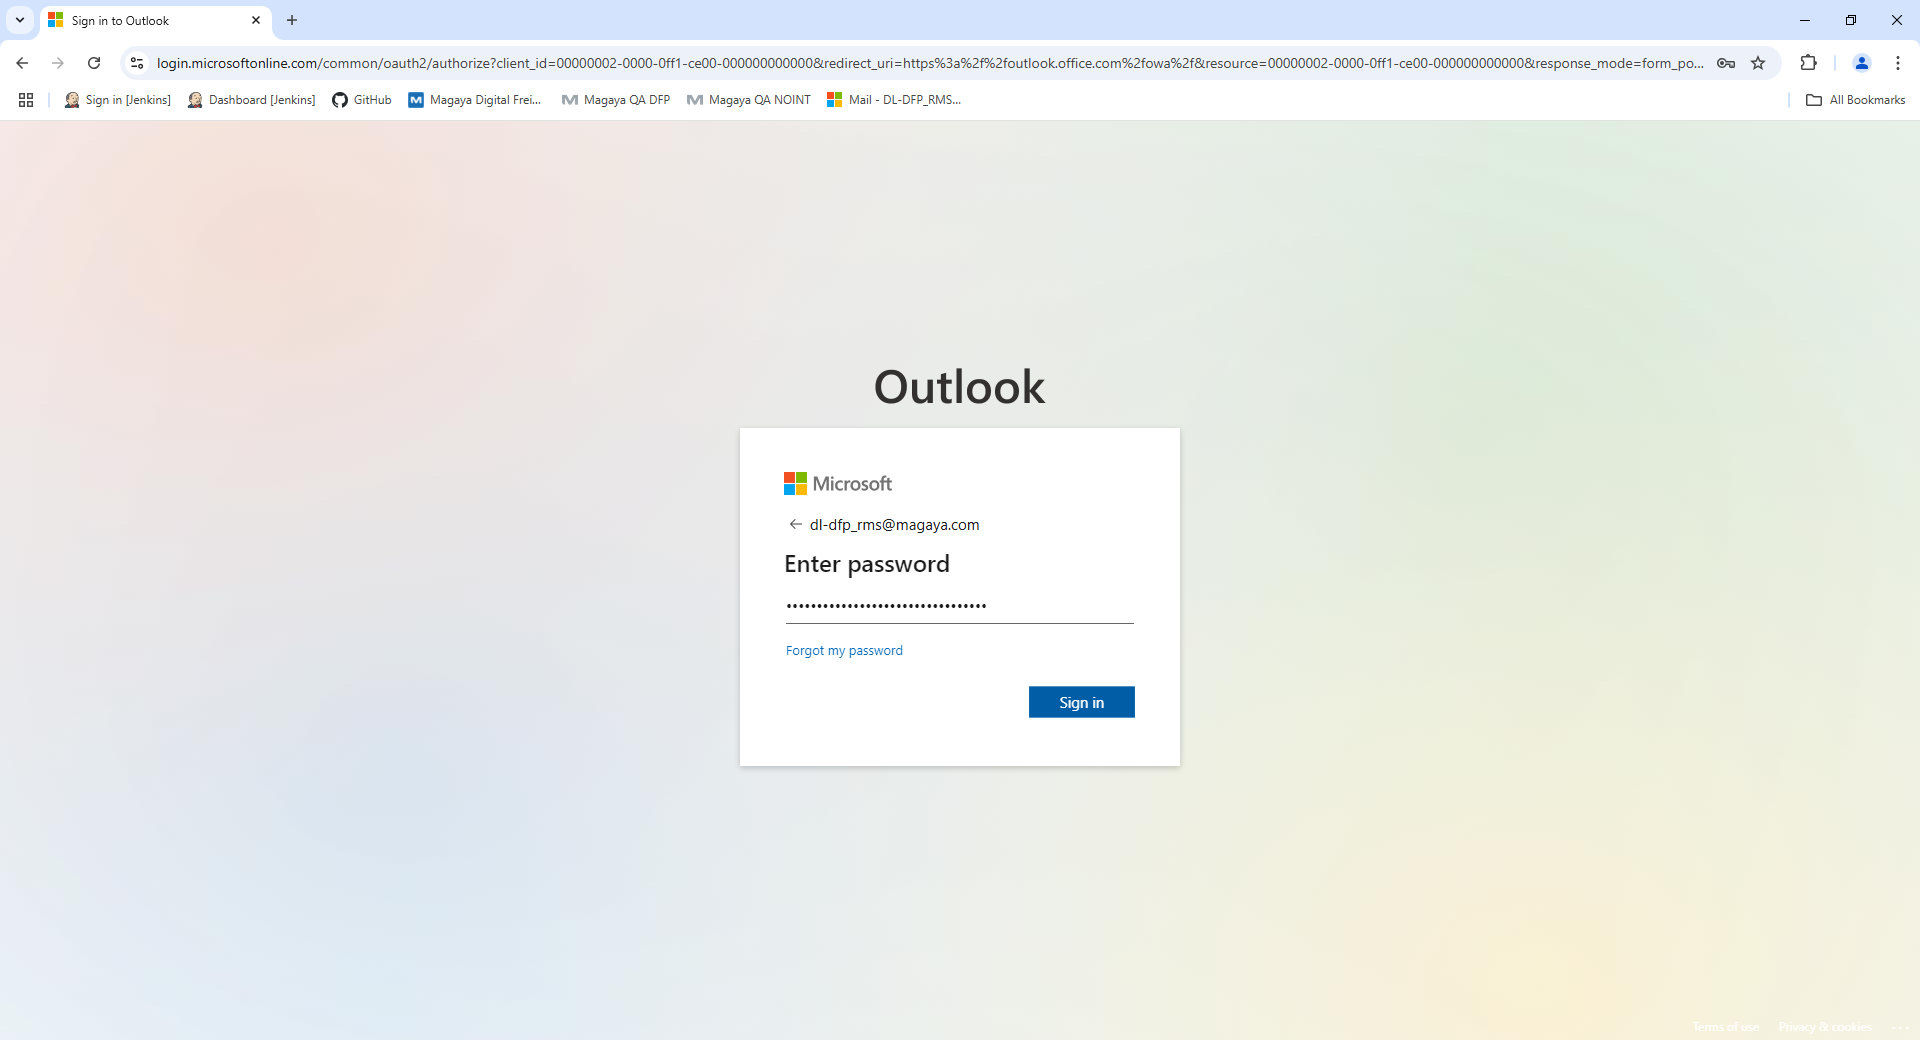 Sign in to Outlook
login.microsoftonline.com/common/oauth2/authorize?client_id=00000002-0000-0ff1-ce00-000000000000&redirect_uri=https%3a%2f%2foutlook.office.com%2fowa%2f&resource=00000002-0000-0ff1-ce00-000000000000&response_mode=form_po...
Sign in [Jenkins]
Dashboard [Jenkins]
GitHub
Magaya Digital Frei...
Magaya QA DFP
Magaya QA NOINT
Mail - DL-DFP_RMS...
All Bookmarks
Outlook
Microsoft
dl-dfp_rms@magaya.com
Enter password
•••••••••••••••••••••••••••••••••
Forgot my password
Sign in
Terms of use
Privacy & cookies
...